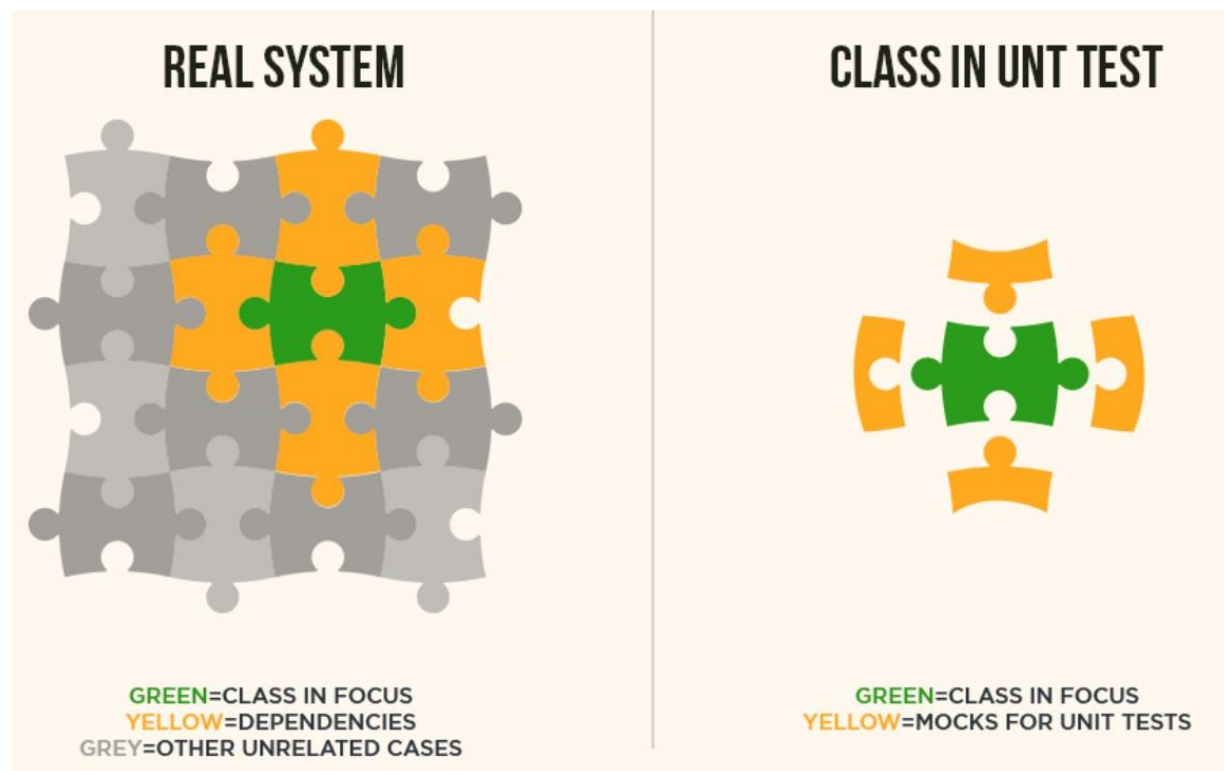 REAL SYSTEM
GREEN=CLASS IN FOCUS
YELLOW=DEPENDENCIES
GREY=OTHER UNRELATED CASES
CLASS IN UNT TEST
GREEN=CLASS IN FOCUS
YELLOW=MOCKS FOR UNIT TESTS